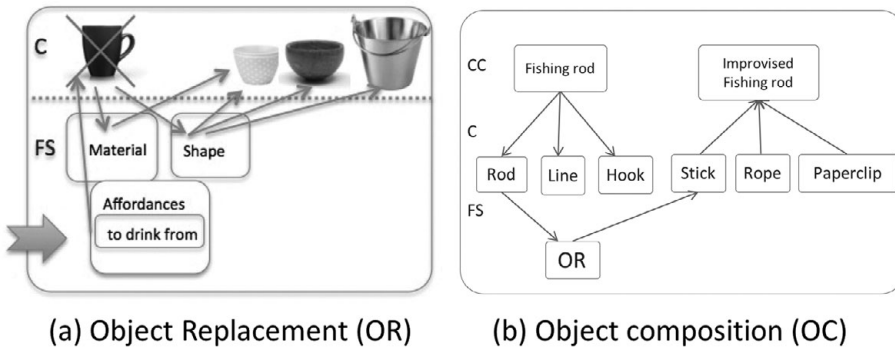 C
FS
Material
Shape
Affordances
to drink from
(a) Object Replacement (OR)
CC
Fishing rod
Improvised
Fishing rod
C
Rod
Line
Hook
Stick
Rope
Paperclip
FS
OR
(b) Object composition (OC)